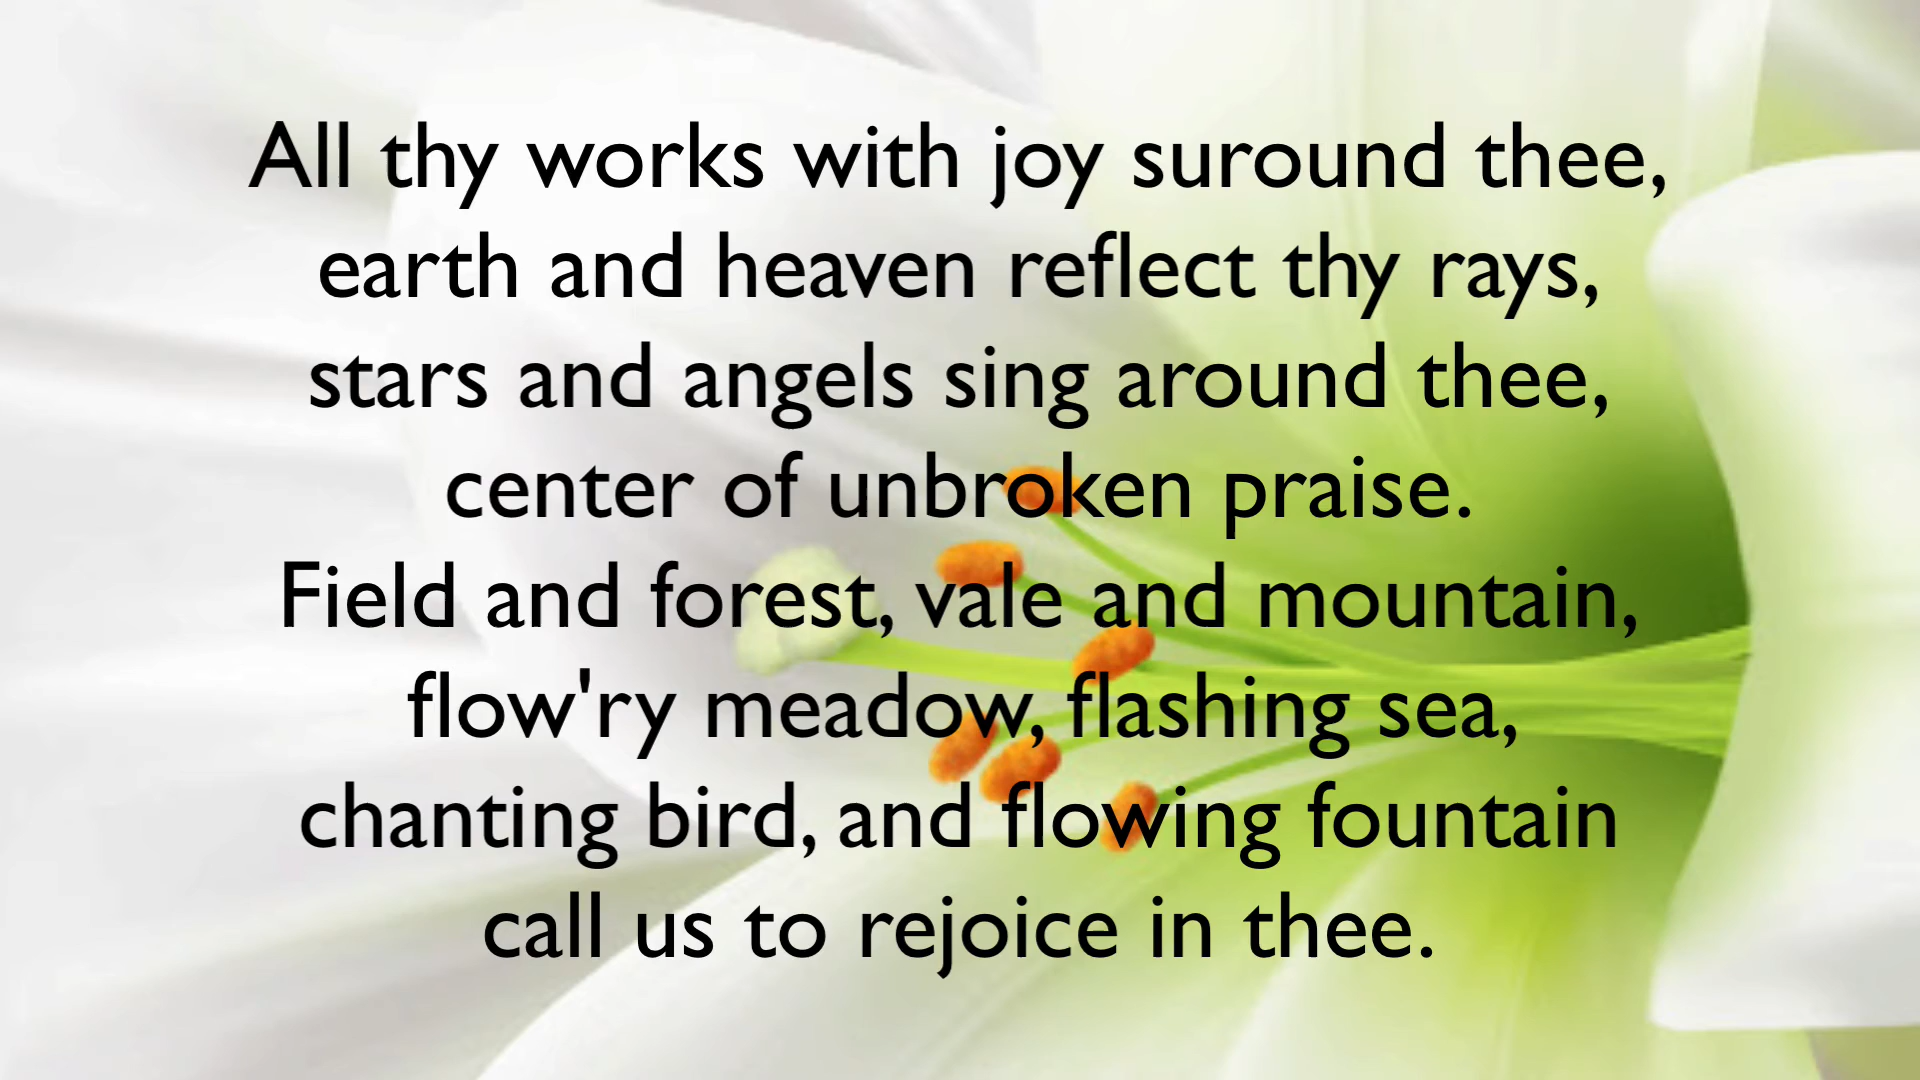 All thy works with joy suround thee,
earth and heaven reflect thy rays,
stars and angels sing around thee,
center of unbroken praise.
Field and forest, vale and mountain,
flow'ry meadow, flashing sea,
chanting bird, and flowing fountain
call us to rejoice in thee.